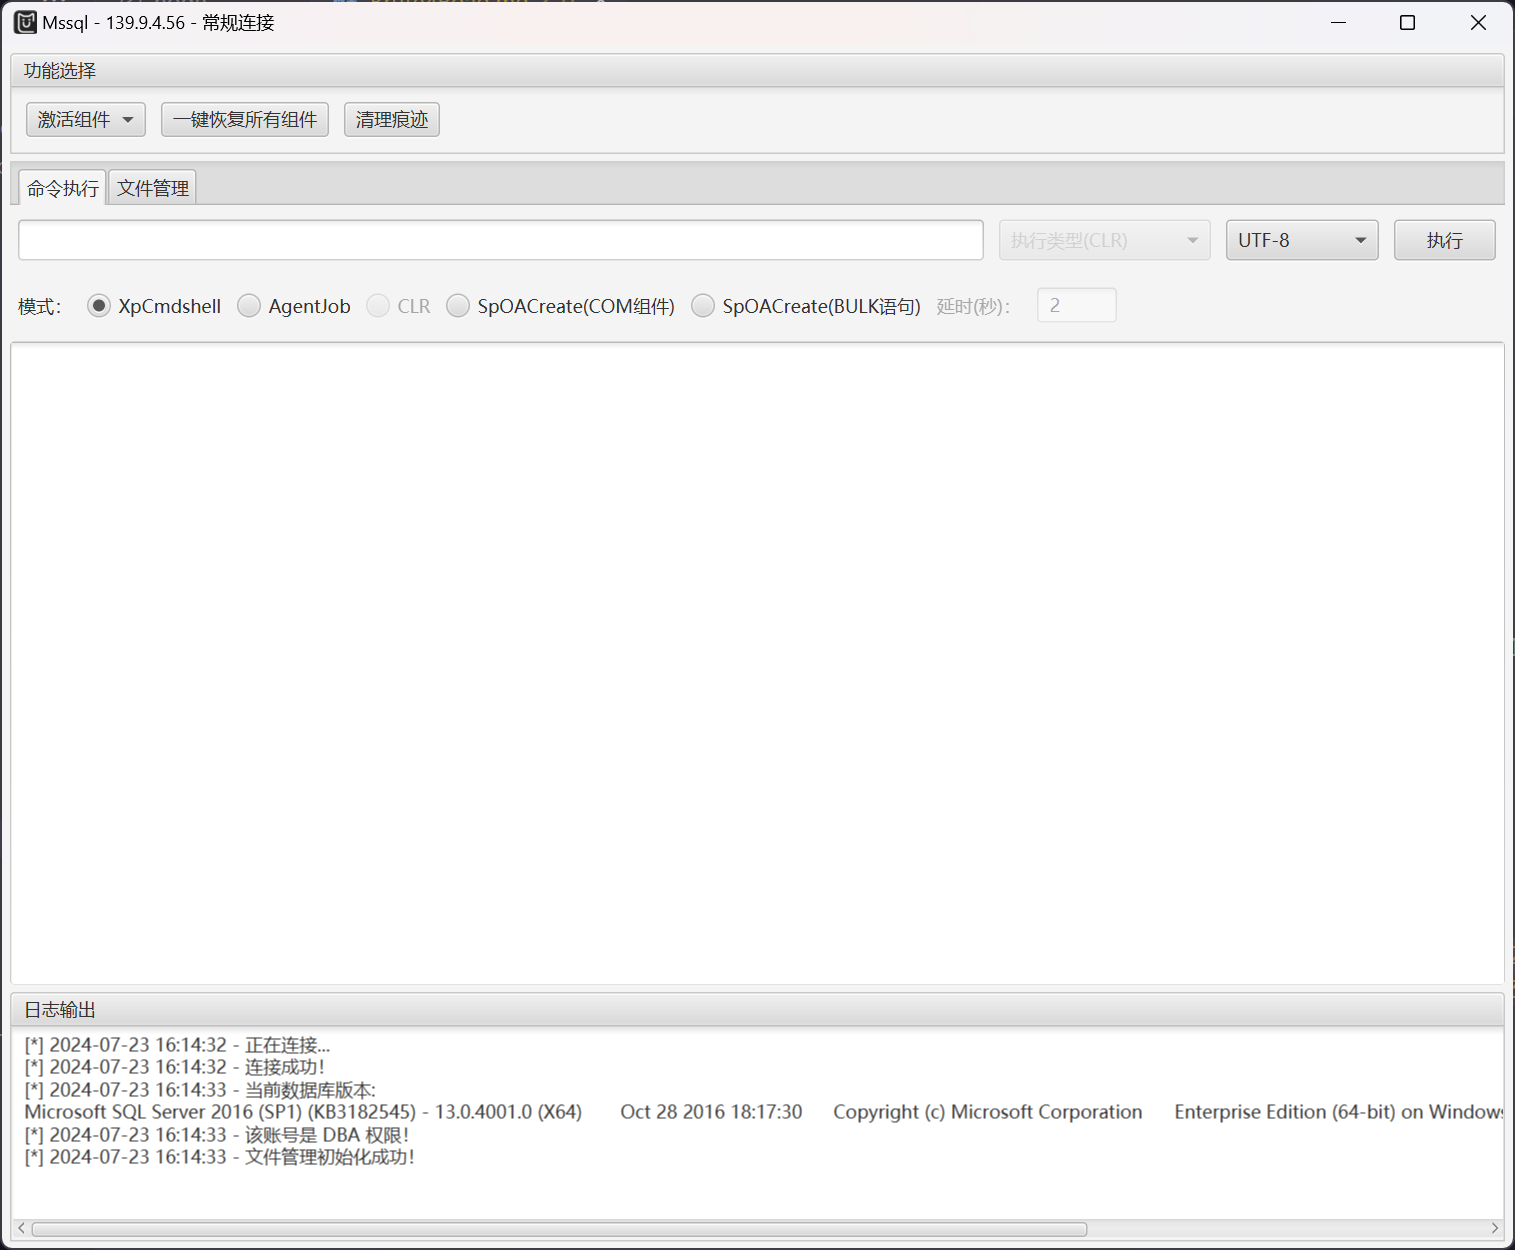 Mssql - 139.9.4.56 - 常规连接
功能选择
激活组件 一键恢复所有组件 清理痕迹
命令执行 文件管理
执行类型(CLR) UTF-8 执行
模式： XpCmdshell AgentJob CLR SpOACreate(COM组件) SpOACreate(BULK语句) 延时(秒)： 2
日志输出
[*] 2024-07-23 16:14:32 - 正在连接...
[*] 2024-07-23 16:14:32 - 连接成功！
[*] 2024-07-23 16:14:33 - 当前数据库版本:
Microsoft SQL Server 2016 (SP1) (KB3182545) - 13.0.4001.0 (X64) Oct 28 2016 18:17:30 Copyright (c) Microsoft Corporation Enterprise Edition (64-bit) on Windows
[*] 2024-07-23 16:14:33 - 该账号是 DBA 权限！
[*] 2024-07-23 16:14:33 - 文件管理初始化成功！